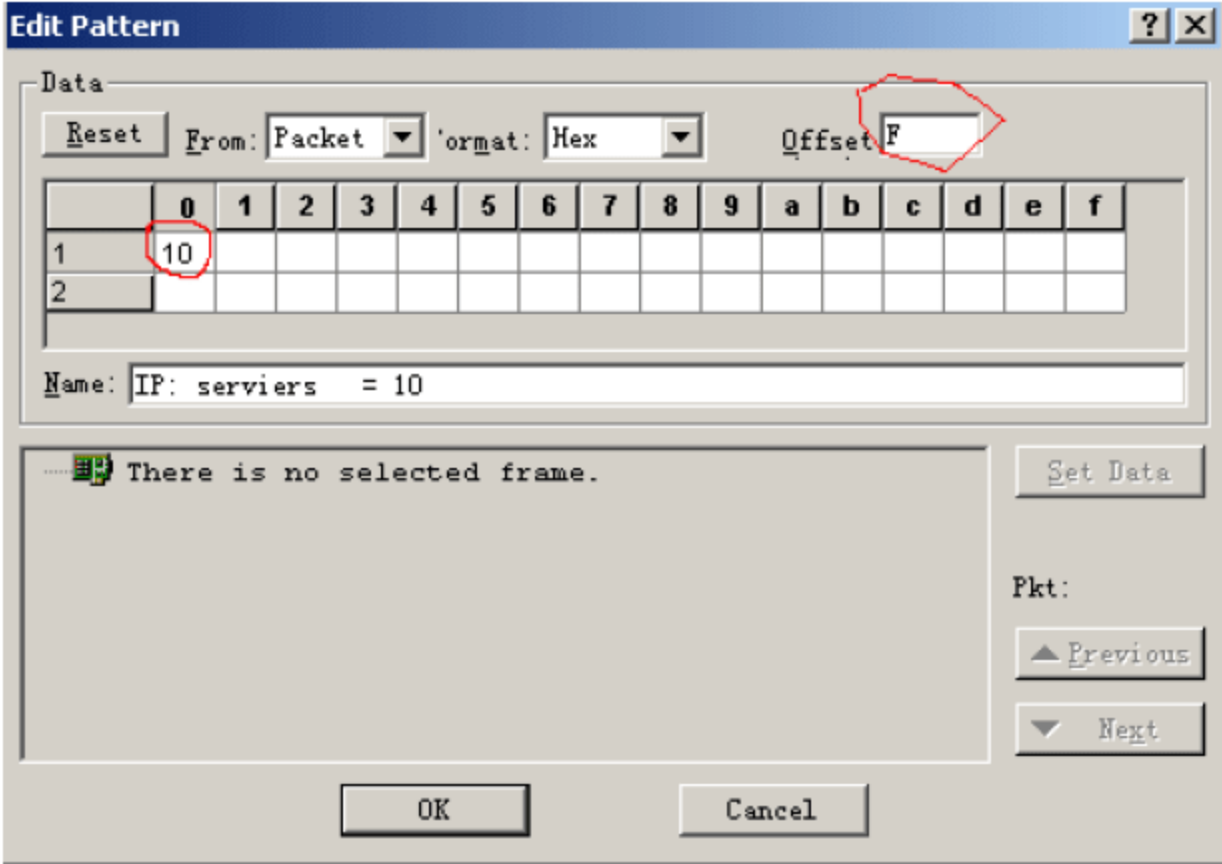 Edit Pattern
Data
Reset From: Packet 'ormat: Hex Offset F
0 1 2 3 4 5 6 7 8 9 a b c d e f
1 10
2
Name: IP: serviers = 10
There is no selected frame.
Set Data
Pkt:
Previous
Next
OK Cancel